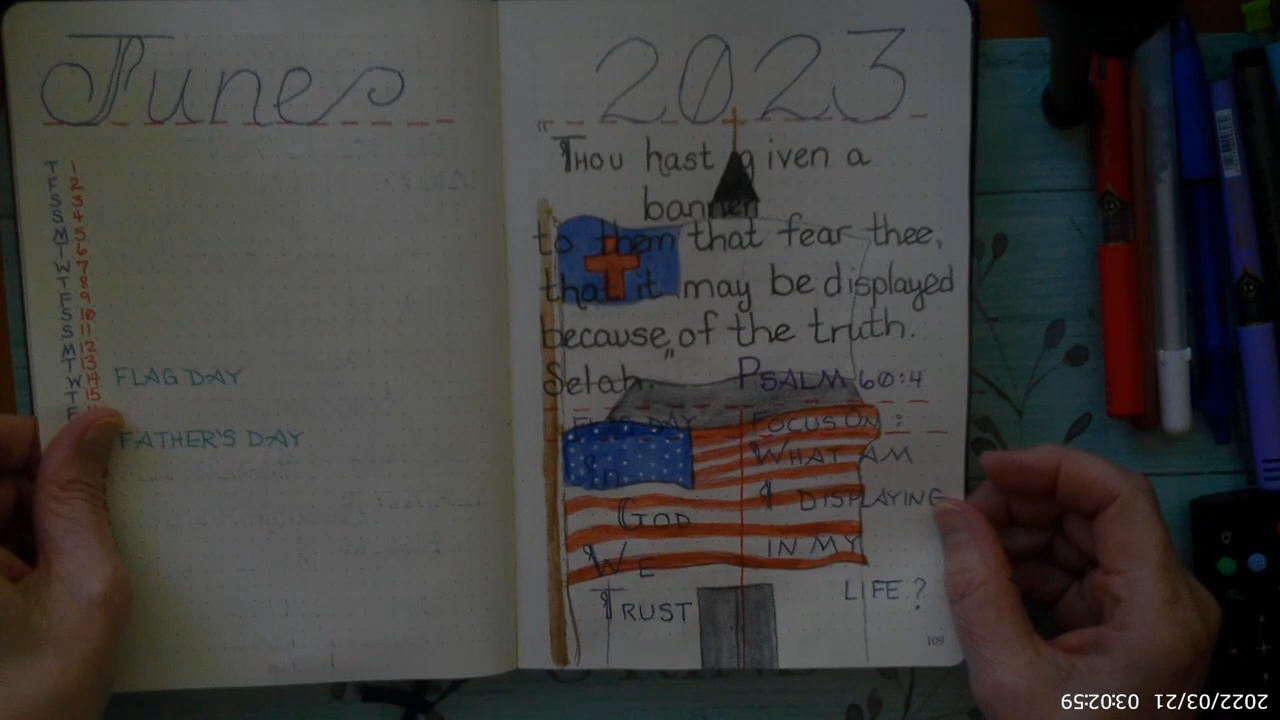 June
T 1
F 2
S 3
S 4
M 5
T 6
W 7
T 8
F 9
S 10
S 11
M 12
T 13
W 14 FLAG DAY
T 15
F
FATHER'S DAY
2023
"Thou hast given a
banner
to them that fear thee,
that it may be displayed
because of the truth.
Selah." PSALM 60:4
FLAG DAY
In
GOD
WE
TRUST
FOCUS ON:
WHAT AM
I DISPLAYING
IN MY
LIFE?
109
2022/03/21 03:02:59